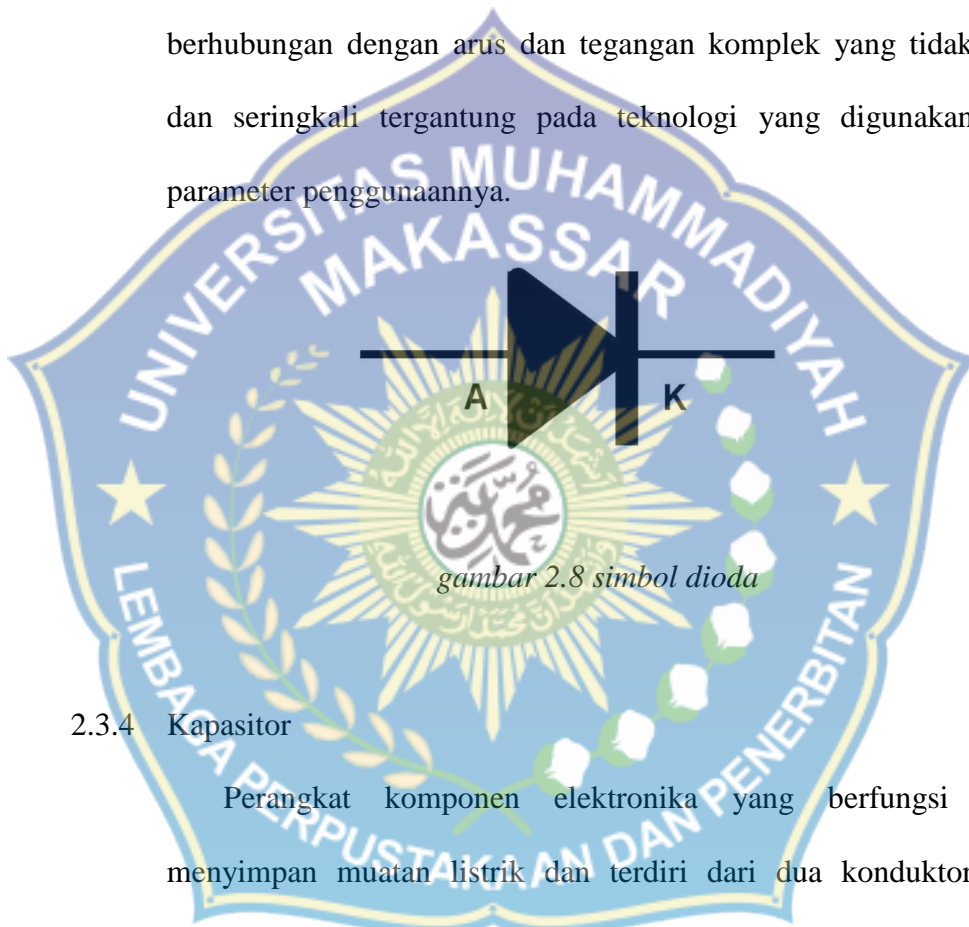 berhubungan dengan arus dan tegangan komplek yang tidak
dan seringkali tergantung pada teknologi yang digunakan
parameter penggunaannya.
UNIVERSITAS MUHAMMADIYAH
MAKASSAR
A K
gambar 2.8 simbol dioda
LEMBAGA PERPUSTAKAAN DAN PENERBITAN
2.3.4 Kapasitor
Perangkat komponen elektronika yang berfungsi
menyimpan muatan listrik dan terdiri dari dua konduktor